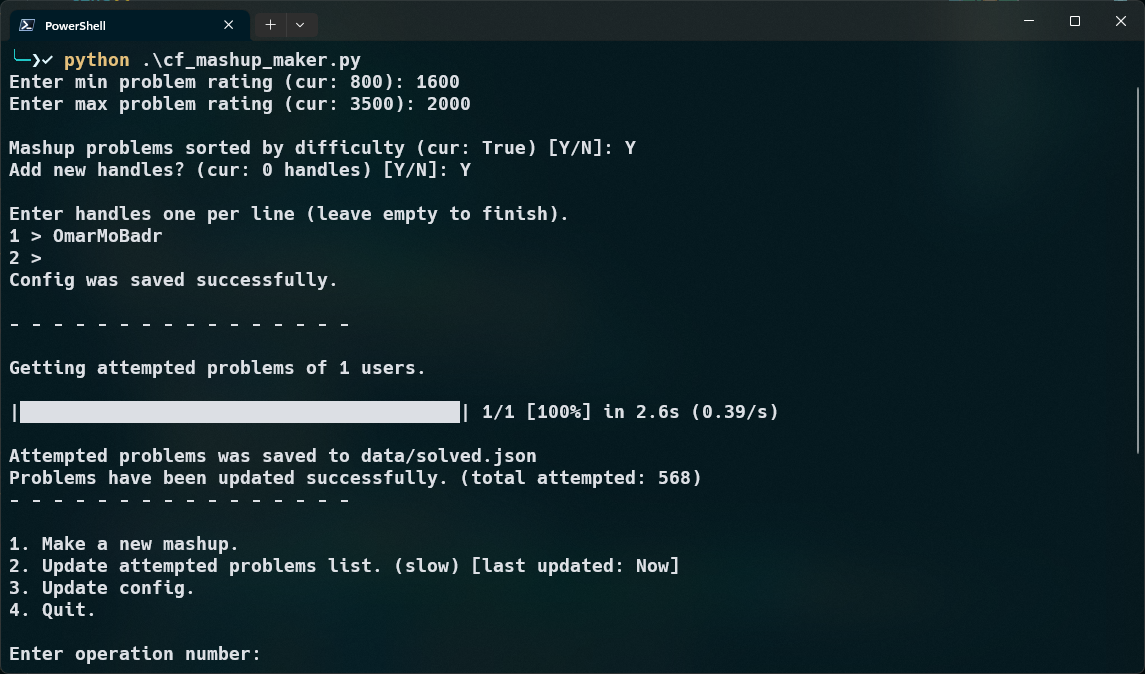 PowerShell
python .\cf_mashup_maker.py
Enter min problem rating (cur: 800): 1600
Enter max problem rating (cur: 3500): 2000
Mashup problems sorted by difficulty (cur: True) [Y/N]: Y
Add new handles? (cur: 0 handles) [Y/N]: Y
Enter handles one per line (leave empty to finish).
1 > OmarMoBadr
2 >
Config was saved successfully.
- - - - - - - - - - - - - - - -
Getting attempted problems of 1 users.
| | 1/1 [100%] in 2.6s (0.39/s)
Attempted problems was saved to data/solved.json
Problems have been updated successfully. (total attempted: 568)
- - - - - - - - - - - - - - - -
1. Make a new mashup.
2. Update attempted problems list. (slow) [last updated: Now]
3. Update config.
4. Quit.
Enter operation number: